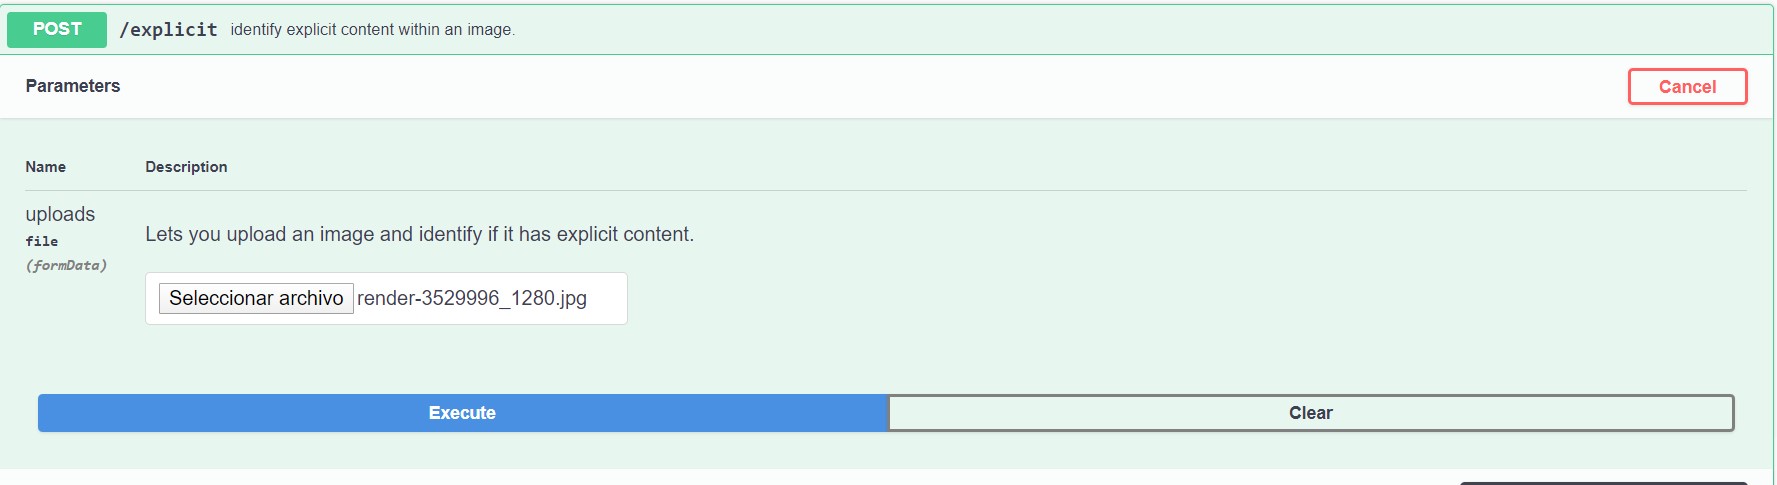 POST /explicit identify explicit content within an image.
Parameters Cancel
Name Description
uploads
file
(formData)
Lets you upload an image and identify if it has explicit content.
Seleccionar archivo render-3529996_1280.jpg
Execute Clear